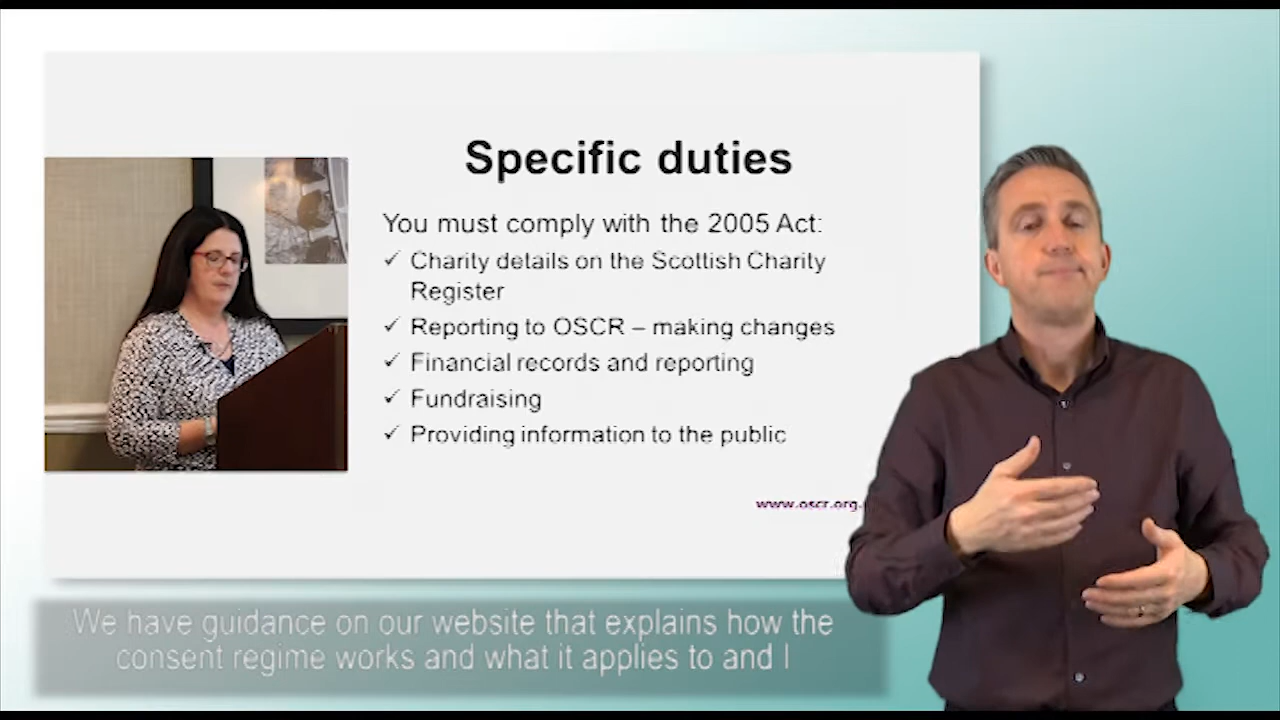 Specific duties
You must comply with the 2005 Act:
✓ Charity details on the Scottish Charity
Register
✓ Reporting to OSCR – making changes
✓ Financial records and reporting
✓ Fundraising
✓ Providing information to the public
www.oscr.org.
We have guidance on our website that explains how the
consent regime works and what it applies to and I